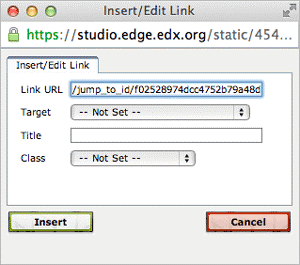 Insert/Edit Link
https://studio.edge.edx.org/static/454...
Insert/Edit Link
Link URL /jump_to_id/f02528974dcc4752b79a48d
Target -- Not Set --
Title
Class -- Not Set --
Insert Cancel